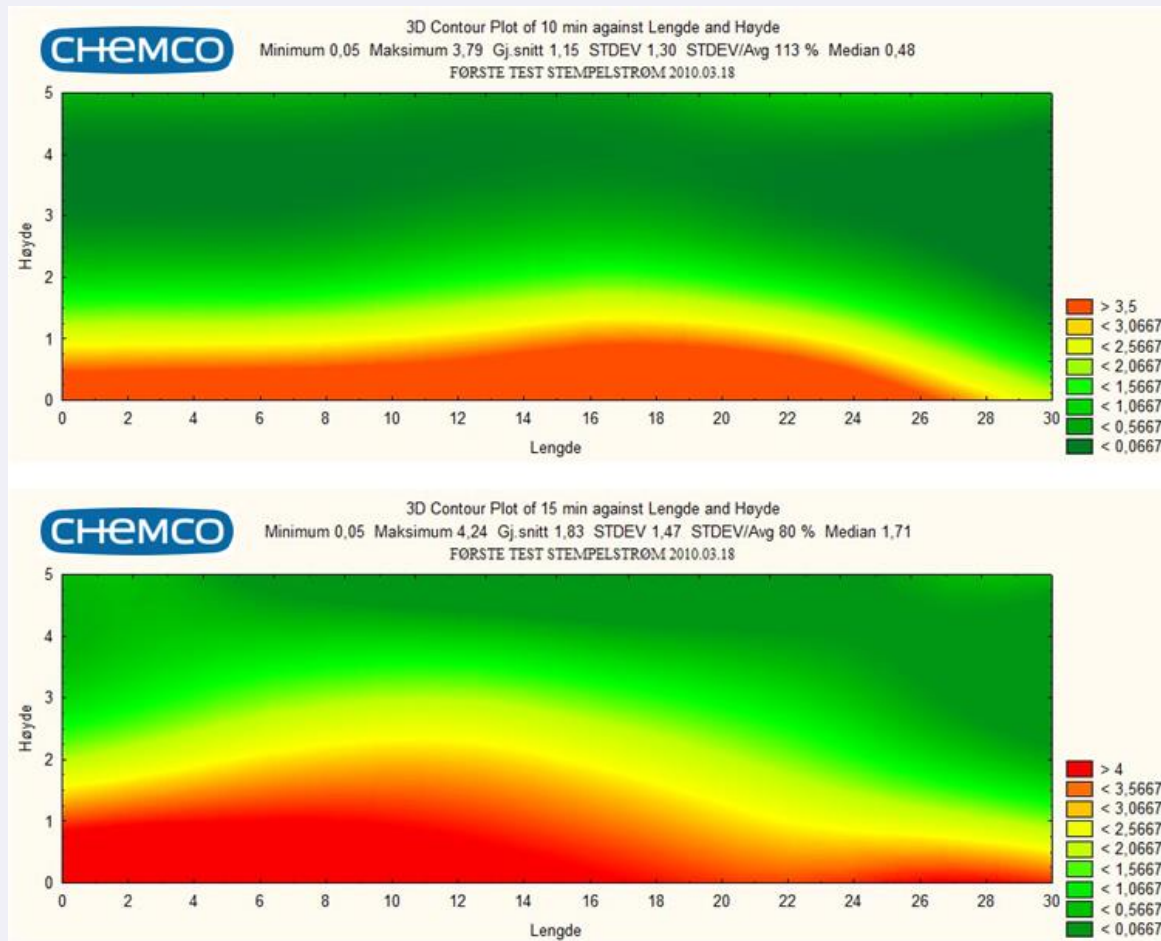 CHEMCO
3D Contour Plot of 10 min against Lengde and Høyde
Minimum 0,05 Maksimum 3,79 Gj.snitt 1,15 STDEV 1,30 STDEV/Avg 113 % Median 0,48
FØRSTE TEST STEMPELSTRØM 2010.03.18
5
4
3
2
1
0
Høyde
0 2 4 6 8 10 12 14 16 18 20 22 24 26 28 30
Lengde
> 3,5
< 3,0667
< 2,5667
< 2,0667
< 1,5667
< 1,0667
< 0,5667
< 0,0667
CHEMCO
3D Contour Plot of 15 min against Lengde and Høyde
Minimum 0,05 Maksimum 4,24 Gj.snitt 1,83 STDEV 1,47 STDEV/Avg 80 % Median 1,71
FØRSTE TEST STEMPELSTRØM 2010.03.18
5
4
3
2
1
0
Høyde
0 2 4 6 8 10 12 14 16 18 20 22 24 26 28 30
Lengde
> 4
< 3,5667
< 3,0667
< 2,5667
< 2,0667
< 1,5667
< 1,0667
< 0,5667
< 0,0667